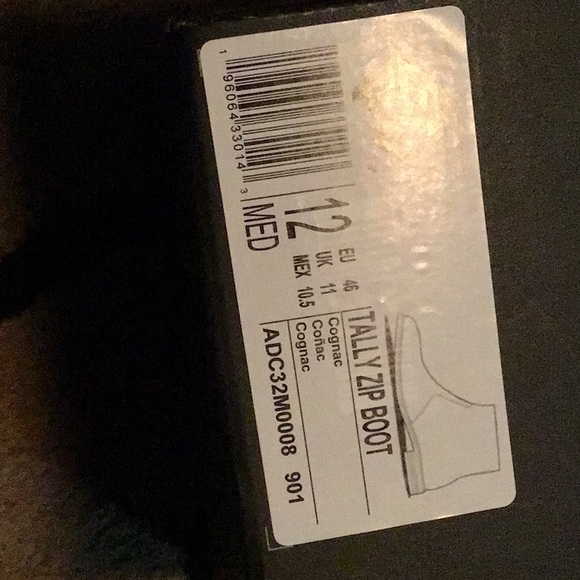 TALLY ZIP BOOT
Cognac
Coñac
Cognac
ADC32M0008 901
EU 46
UK 11
MEX 10.5
12
MED
1 96064 33014 3